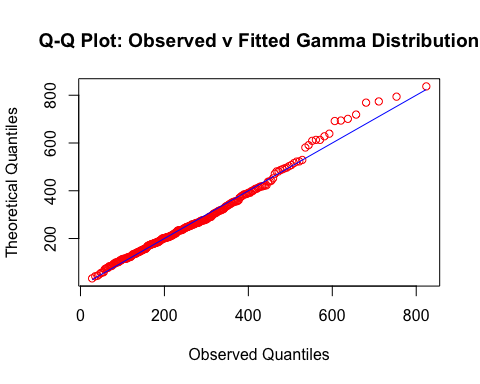 Q-Q Plot: Observed v Fitted Gamma Distribution
Theoretical Quantiles
800
600
400
200
0 200 400 600 800
Observed Quantiles